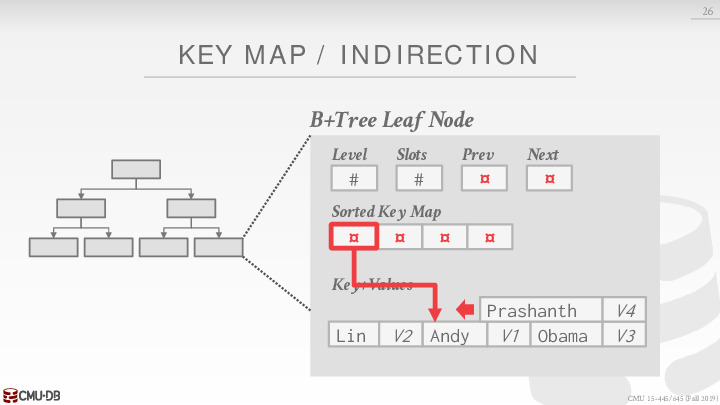 26
KEY MAP / INDIRECTION
B+Tree Leaf Node
Level Slots Prev Next
# # ¤ ¤
Sorted Key Map
¤ ¤ ¤ ¤
Key+Values
Prashanth V4
Lin V2 Andy V1 Obama V3
CMU·DB
CMU 15-445/645 (Fall 2019)